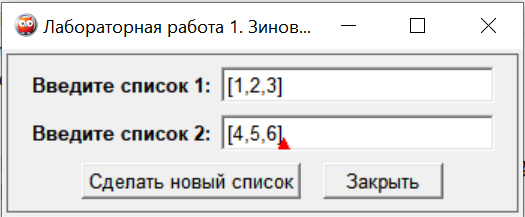 Лабораторная работа 1. Зинов...
Введите список 1: [1,2,3]
Введите список 2: [4,5,6]
Сделать новый список Закрыть